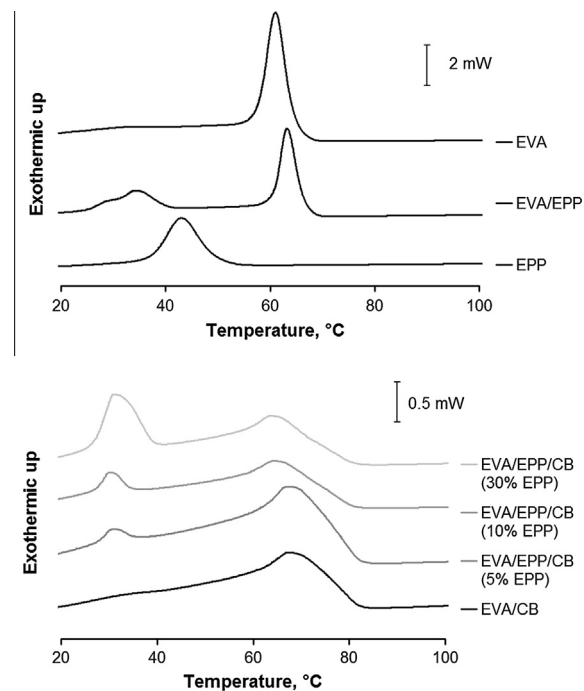 Exothermic up
2 mW
EVA
EVA/EPP
EPP
20 40 60 80 100
Temperature, °C
Exothermic up
0.5 mW
EVA/EPP/CB
(30% EPP)
EVA/EPP/CB
(10% EPP)
EVA/EPP/CB
(5% EPP)
EVA/CB
20 40 60 80 100
Temperature, °C